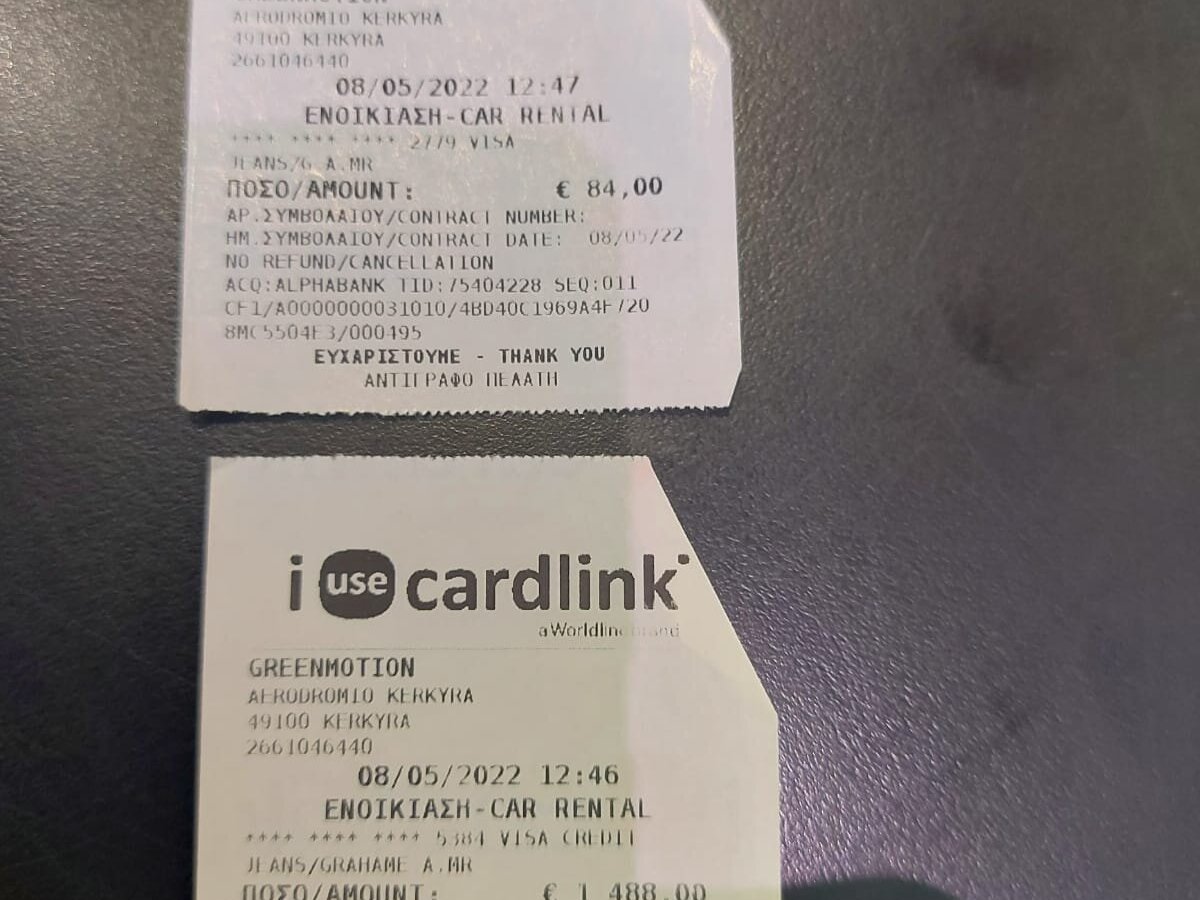 GREENMOTION
AERODROMIO KERKYRA
49100 KERKYRA
2661046440
08/05/2022 12:47
ΕΝΟΙΚΙΑΣΗ-CAR RENTAL
**** **** **** 2779 VISA
JEANS/G A.MR
ΠΟΣΟ/AMOUNT: € 84,00
ΑΡ.ΣΥΜΒΟΛΑΙΟΥ/CONTRACT NUMBER:
ΗΜ.ΣΥΜΒΟΛΑΙΟΥ/CONTRACT DATE: 08/05/22
NO REFUND/CANCELLATION
ACQ:ALPHABANK TID:75404228 SEQ:011
CF1/A0000000031010/4BD40C1969A4F720
8MC5504E3/000495
ΕΥΧΑΡΙΣΤΟΥΜΕ - THANK YOU
ΑΝΤΙΓΡΑΦΟ ΠΕΛΑΤΗ
i use cardlink
a Worldline brand
GREENMOTION
AERODROMIO KERKYRA
49100 KERKYRA
2661046440
08/05/2022 12:46
ΕΝΟΙΚΙΑΣΗ-CAR RENTAL
**** **** **** 5384 VISA CREDIT
JEANS/GRAHAME A.MR
ΠΟΣΟ/AMOUNT: € 1.488,00